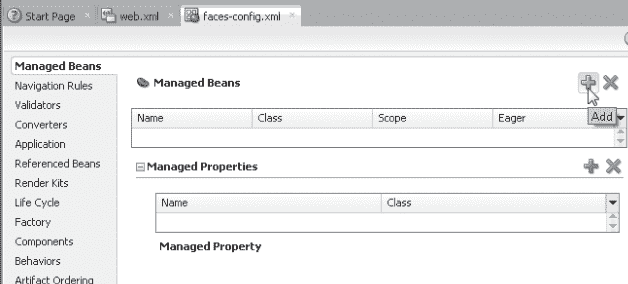 Start Page web.xml faces-config.xml
Managed Beans
Navigation Rules
Validators
Converters
Application
Referenced Beans
Render Kits
Life Cycle
Factory
Components
Behaviors
Artifact Ordering
Managed Beans
Add
Name Class Scope Eager
Managed Properties
Name Class
Managed Property